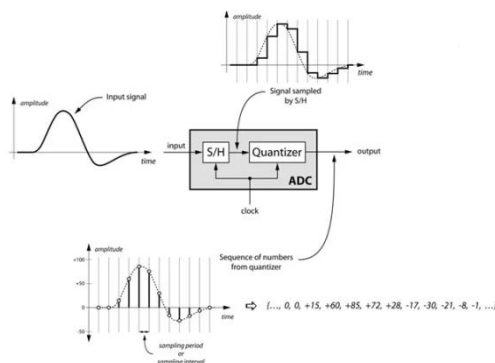 amplitude
time
Signal sampled
by S/H
amplitude
Input signal
time
input
S/H
Quantizer
output
ADC
clock
amplitude
Sequence of numbers
from quantizer
+100
+50
0
-50
time
sampling period
or
sampling interval
{..., 0, 0, +15, +60, +85, +72, +28, -17, -30, -21, -8, -1, ...}